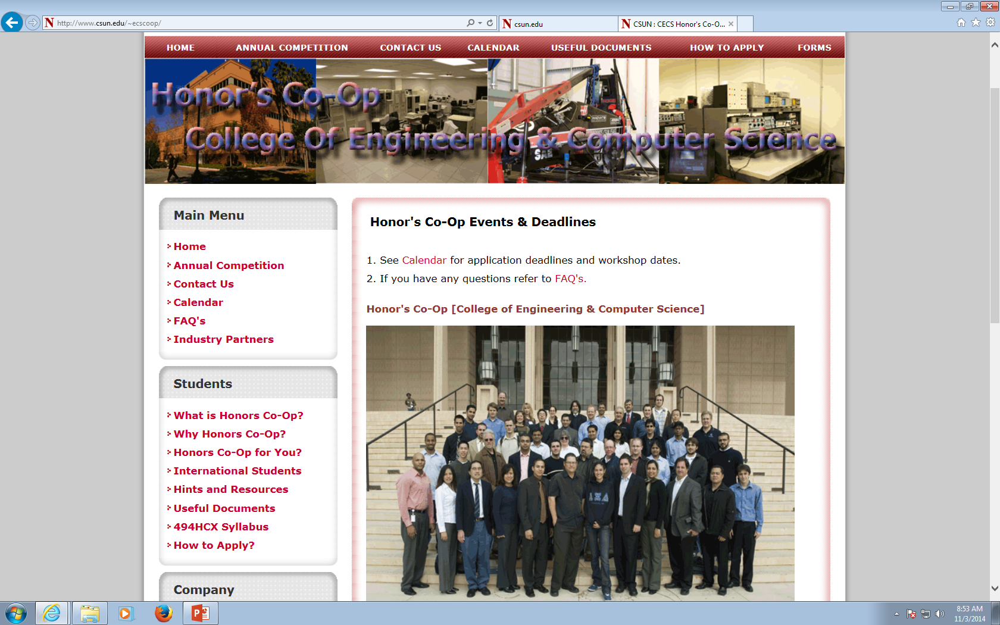 http://www.csun.edu/~ecscoop/
N csun.edu
N CSUN : CECS Honor's Co-O...
HOME ANNUAL COMPETITION CONTACT US CALENDAR USEFUL DOCUMENTS HOW TO APPLY FORMS
Honor's Co-Op
College Of Engineering & Computer Science
SAE
Main Menu
Home
Annual Competition
Contact Us
Calendar
FAQ's
Industry Partners
Students
What is Honors Co-Op?
Why Honors Co-Op?
Honors Co-Op for You?
International Students
Hints and Resources
Useful Documents
494HCX Syllabus
How to Apply?
Company
Honor's Co-Op Events & Deadlines
1. See Calendar for application deadlines and workshop dates.
2. If you have any questions refer to FAQ's.
Honor's Co-Op [College of Engineering & Computer Science]
8:53 AM
11/3/2014